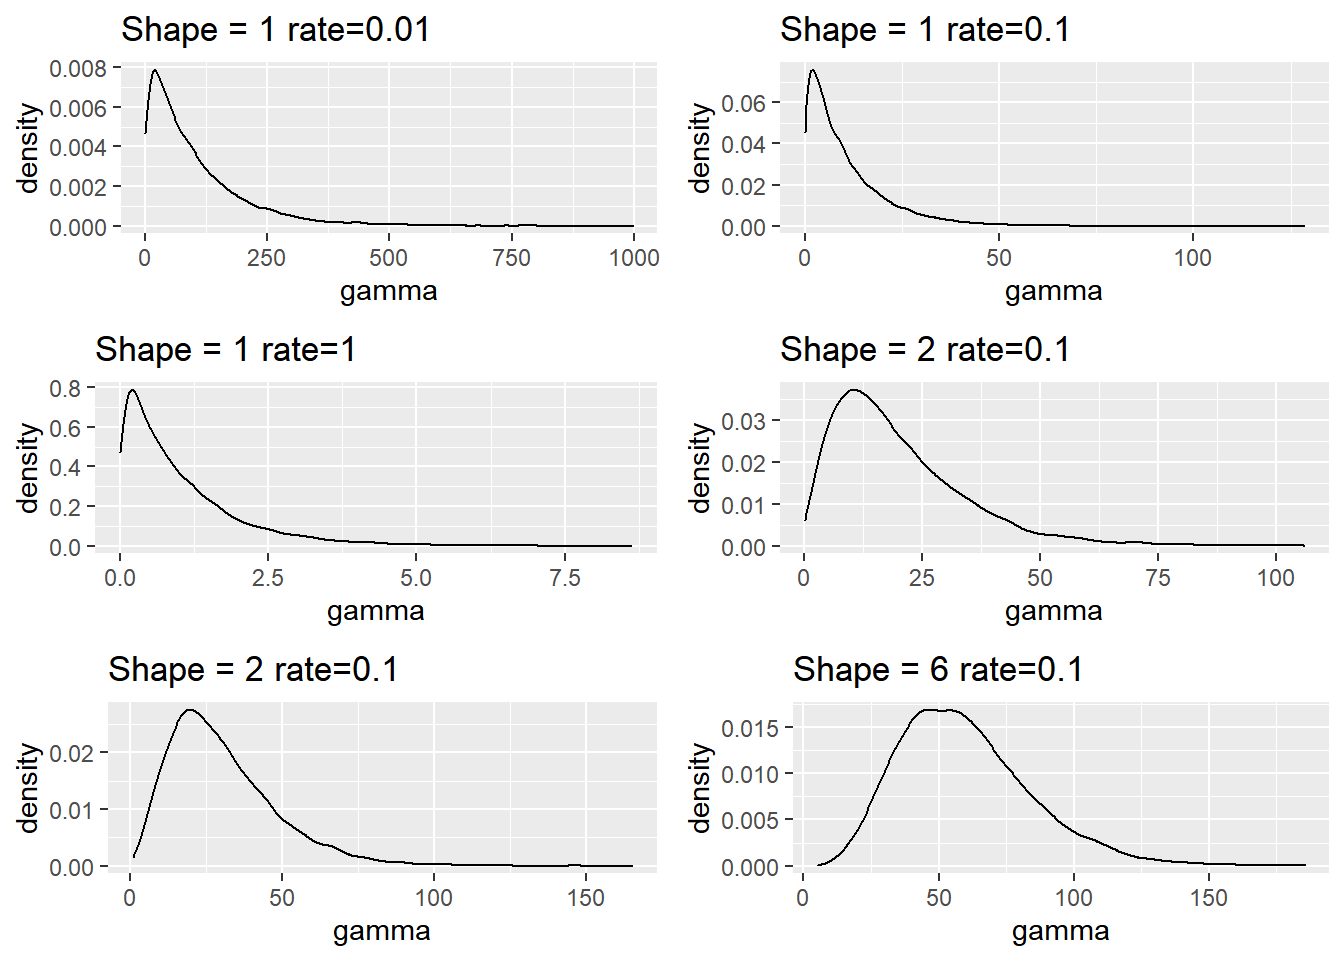 Shape = 1 rate=0.01
density
0.008
0.006
0.004
0.002
0.000
0 250 500 750 1000
gamma
Shape = 1 rate=0.1
density
0.06
0.04
0.02
0.00
0 50 100
gamma
Shape = 1 rate=1
density
0.8
0.6
0.4
0.2
0.0
0.0 2.5 5.0 7.5
gamma
Shape = 2 rate=0.1
density
0.03
0.02
0.01
0.00
0 25 50 75 100
gamma
Shape = 2 rate=0.1
density
0.02
0.01
0.00
0 50 100 150
gamma
Shape = 6 rate=0.1
density
0.015
0.010
0.005
0.000
0 50 100 150
gamma